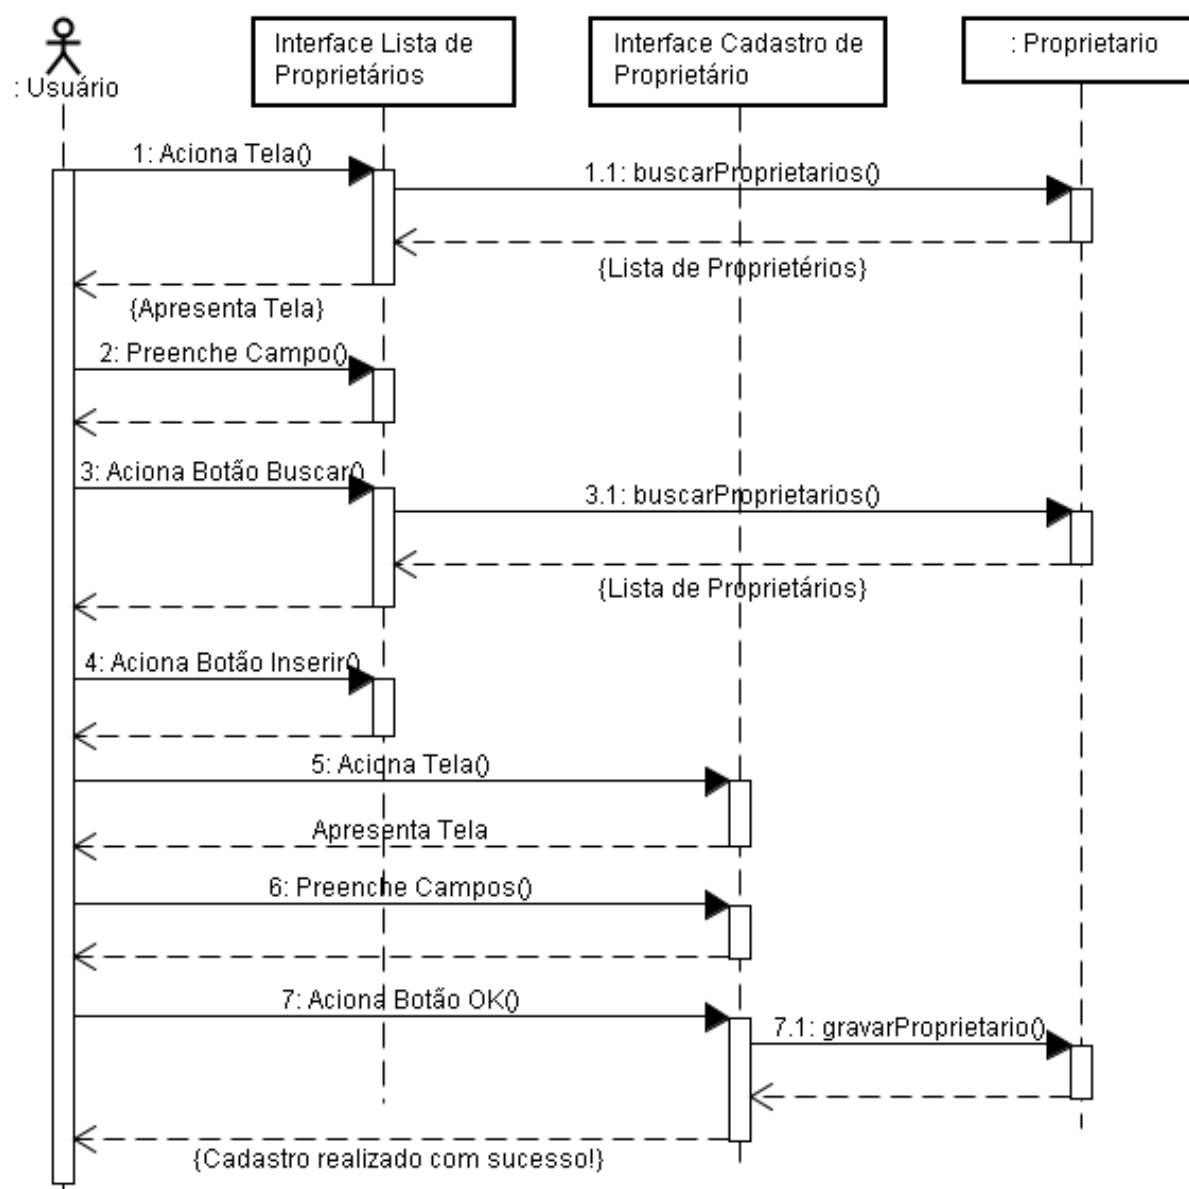 Interface Lista de
Proprietários
Interface Cadastro de
Proprietário
: Proprietario
: Usuário
1: Aciona Tela()
1.1: buscarProprietarios()
{Lista de Proprietérios}
{Apresenta Tela}
2: Preenche Campo()
3: Aciona Botão Buscar()
3.1: buscarProprietarios()
{Lista de Proprietários}
4: Aciona Botão Inserir()
5: Aciona Tela()
Apresenta Tela
6: Preenche Campos()
7: Aciona Botão OK()
7.1: gravarProprietario()
{Cadastro realizado com sucesso!}